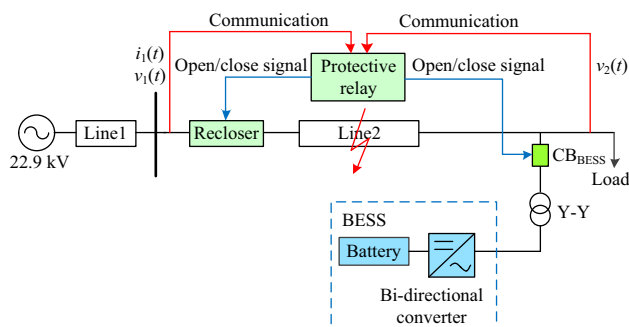 Communication
Communication
i₁(t)
v₁(t)
Open/close signal
Protective
relay
Open/close signal
v₂(t)
Line1
Recloser
Line2
22.9 kV
CB_BESS
Load
Y-Y
BESS
Battery
Bi-directional
converter